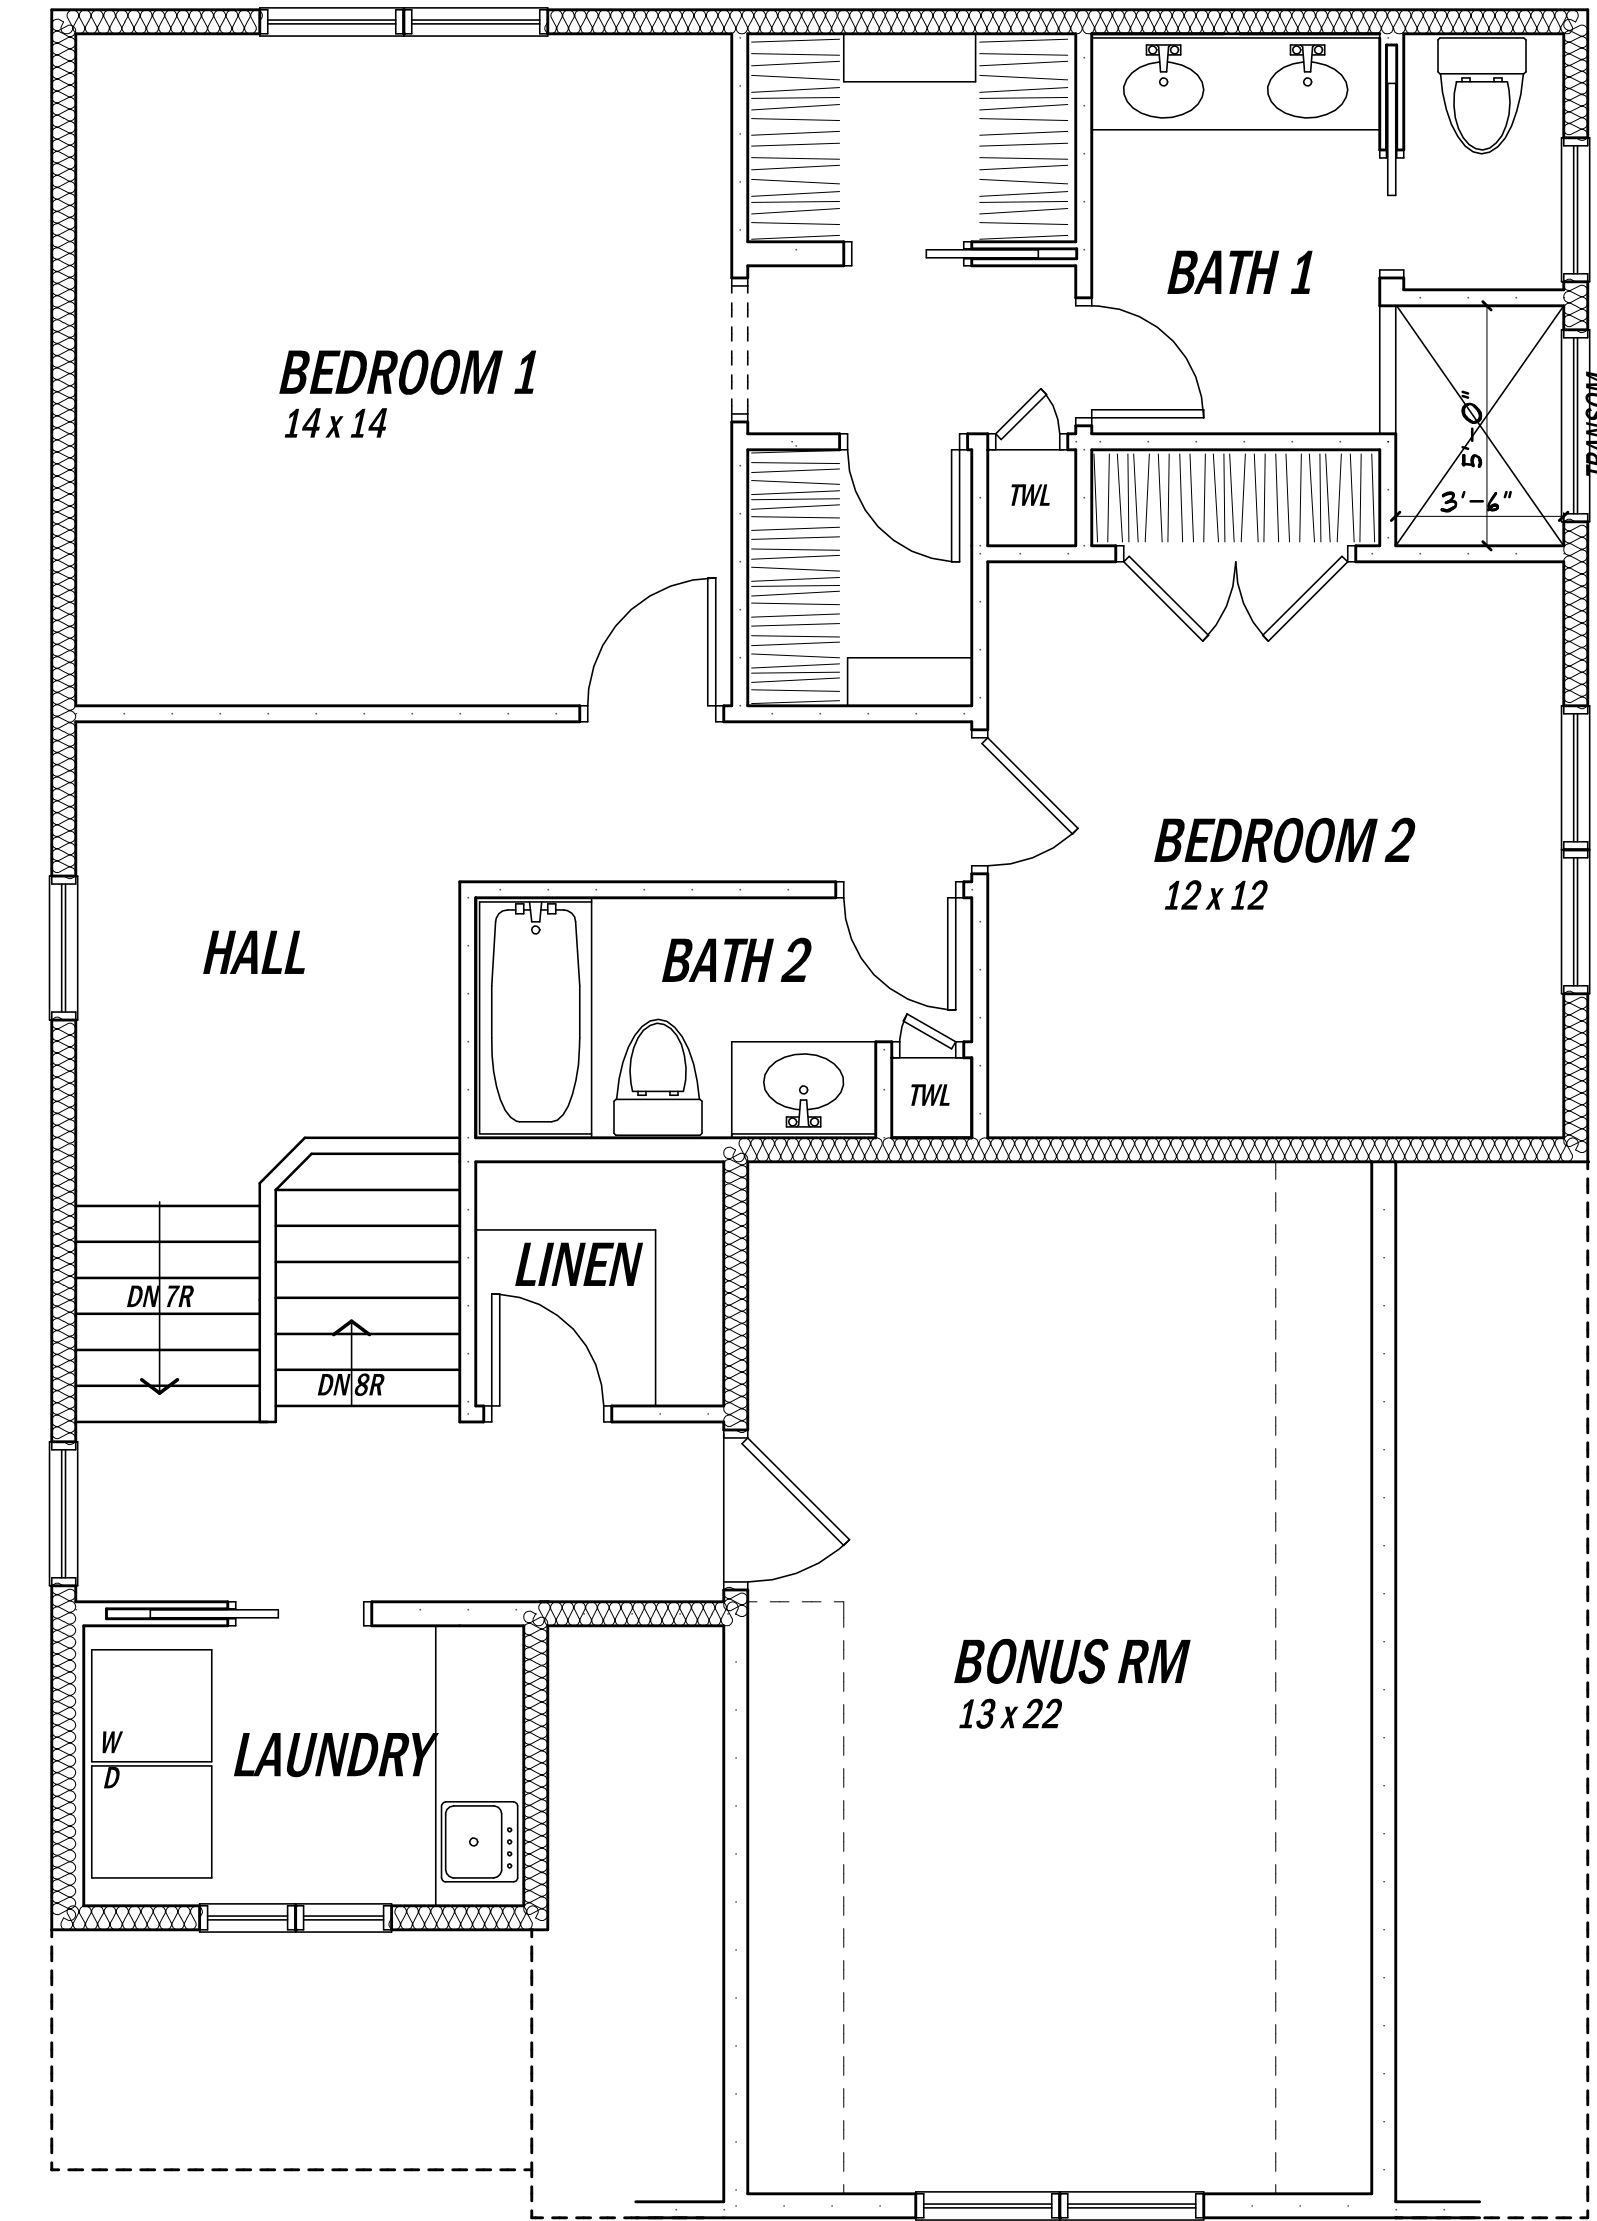 BATH 1
BEDROOM 1
14 x 14
TRANSOM
5'-0"
3'-6"
TWL
BEDROOM 2
12 x 12
HALL
BATH 2
TWL
LINEN
DN 7R
DN 8R
BONUS RM
13 x 22
LAUNDRY
W
D